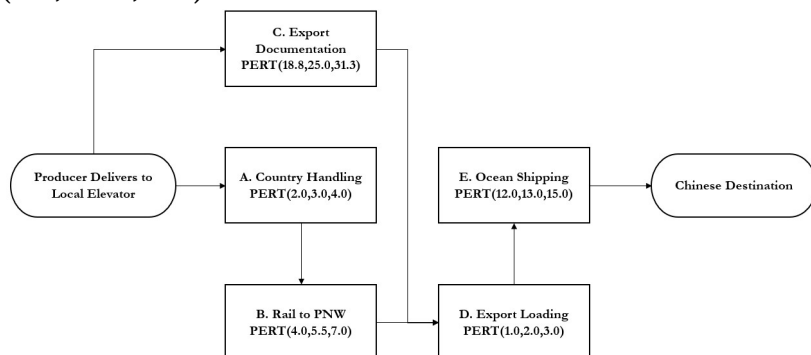 C. Export
Documentation
PERT(18.8,25.0,31.3)
Producer Delivers to
Local Elevator
A. Country Handling
PERT(2.0,3.0,4.0)
E. Ocean Shipping
PERT(12.0,13.0,15.0)
Chinese Destination
B. Rail to PNW
PERT(4.0,5.5,7.0)
D. Export Loading
PERT(1.0,2.0,3.0)